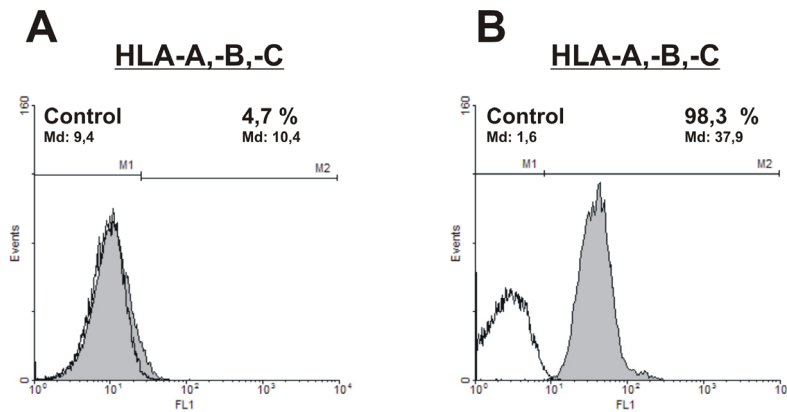 A
HLA-A,-B,-C
160
Control
4,7 %
Md: 9,4
Md: 10,4
M1
M2
Events
0
10⁰
10¹
10²
10³
10⁴
FL1
B
HLA-A,-B,-C
160
Control
98,3 %
Md: 1,6
Md: 37,9
M1
M2
Events
0
10⁰
10¹
10²
10³
10⁴
FL1